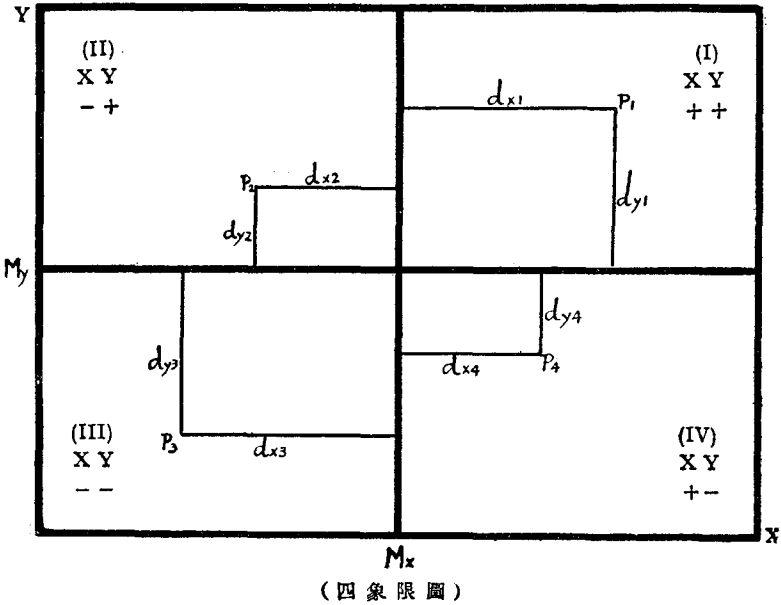 Y
(II)
X Y
− +
(I)
X Y
+ +
dx1
P1
dy1
P2
dx2
dy2
My
dy3
P3
dx3
dy4
dx4
P4
(III)
X Y
− −
(IV)
X Y
+ −
X
Mx
(四象限圖)